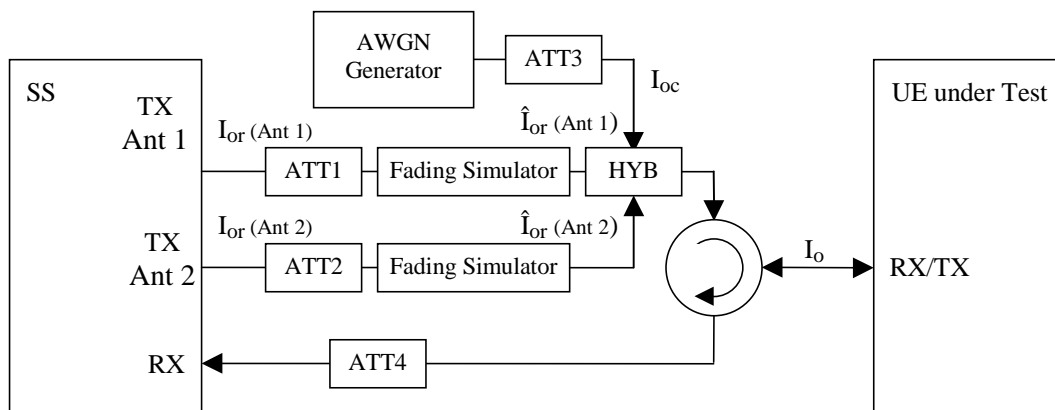 AWGN
Generator
ATT3
SS
UE under Test
I_oc
TX
Ant 1
I_or (Ant 1)
Î_or (Ant 1)
ATT1
Fading Simulator
HYB
TX
Ant 2
I_or (Ant 2)
Î_or (Ant 2)
ATT2
Fading Simulator
I_o
RX/TX
RX
ATT4